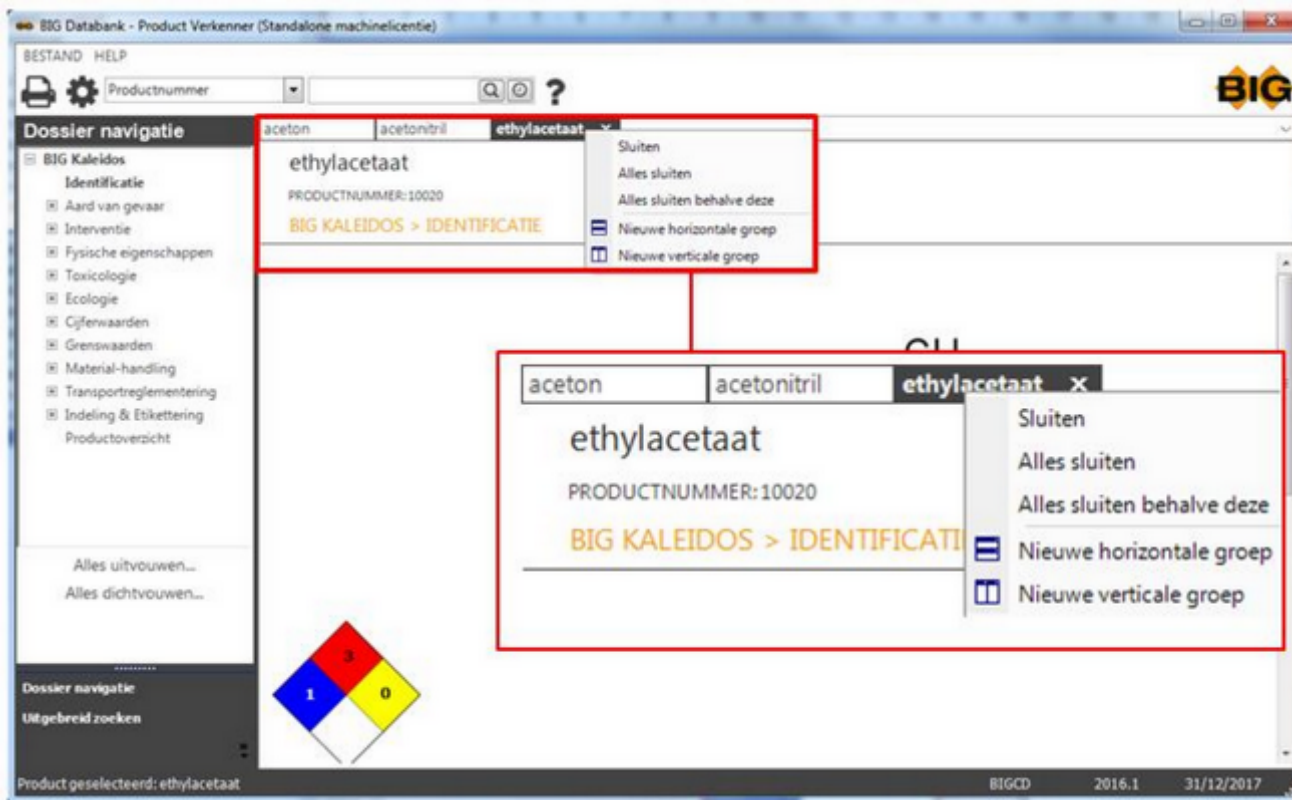 BIG Databank - Product Verkenner (Standalone machinelicentie)
BESTAND HELP
Productnummer
?
BIG
Dossier navigatie
BIG Kaleidos
Identificatie
Aard van gevaar
Interventie
Fysische eigenschappen
Toxicologie
Ecologie
Cijferwaarden
Grenswaarden
Material-handling
Transportreglementering
Indeling & Etikettering
Productoverzicht
Alles uitvouwen...
Alles dichtvouwen...
Dossier navigatie
Uitgebreid zoeken
aceton acetonitril ethylacetaat x
ethylacetaat
PRODUCTNUMMER:10020
BIG KALEIDOS > IDENTIFICATIE
Sluiten
Alles sluiten
Alles sluiten behalve deze
Nieuwe horizontale groep
Nieuwe verticale groep
aceton acetonitril ethylacetaat x
ethylacetaat
PRODUCTNUMMER:10020
BIG KALEIDOS > IDENTIFICATI
Sluiten
Alles sluiten
Alles sluiten behalve deze
Nieuwe horizontale groep
Nieuwe verticale groep
3
1 0
Product geselecteerd: ethylacetaat BIGCD 2016.1 31/12/2017